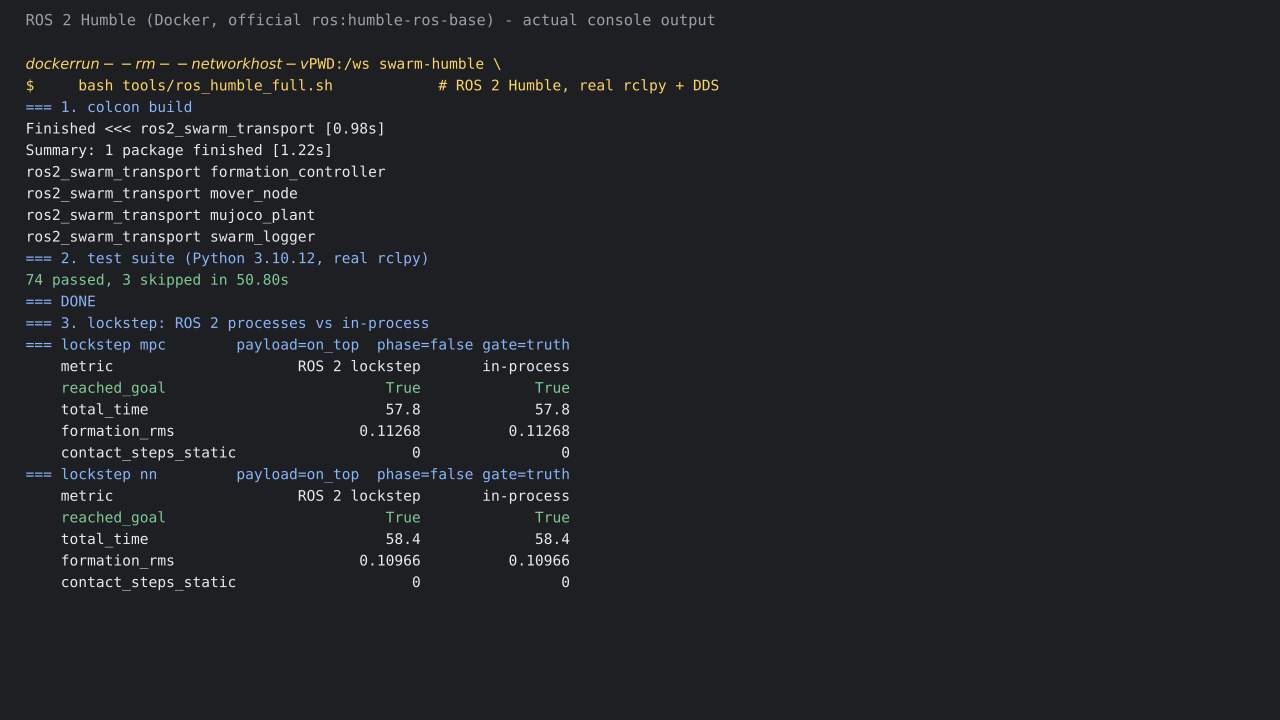 ROS 2 Humble (Docker, official ros:humble-ros-base) - actual console output
dockerrun--rm--networkhost-vPWD:/ws swarm-humble \
$     bash tools/ros_humble_full.sh            # ROS 2 Humble, real rclpy + DDS
=== 1. colcon build
Finished <<< ros2_swarm_transport [0.98s]
Summary: 1 package finished [1.22s]
ros2_swarm_transport formation_controller
ros2_swarm_transport mover_node
ros2_swarm_transport mujoco_plant
ros2_swarm_transport swarm_logger
=== 2. test suite (Python 3.10.12, real rclpy)
74 passed, 3 skipped in 50.80s
=== DONE
=== 3. lockstep: ROS 2 processes vs in-process
=== lockstep mpc        payload=on_top  phase=false gate=truth
    metric                     ROS 2 lockstep       in-process
    reached_goal                         True             True
    total_time                           57.8             57.8
    formation_rms                     0.11268          0.11268
    contact_steps_static                    0                0
=== lockstep nn         payload=on_top  phase=false gate=truth
    metric                     ROS 2 lockstep       in-process
    reached_goal                         True             True
    total_time                           58.4             58.4
    formation_rms                     0.10966          0.10966
    contact_steps_static                    0                0